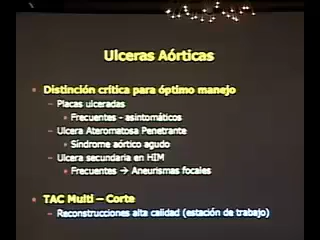 Ulceras Aórticas
• Distinción critica para óptimo manejo
– Placas ulceradas
• Frecuentes - asintomáticos
– Ulcera Ateromatosa Penetrante
• Síndrome aórtico agudo
– Ulcera secundaria en HIM
• Frecuentes → Aneurismas focales
• TAC Multi – Corte
– Reconstrucciones alta calidad (estación de trabajo)